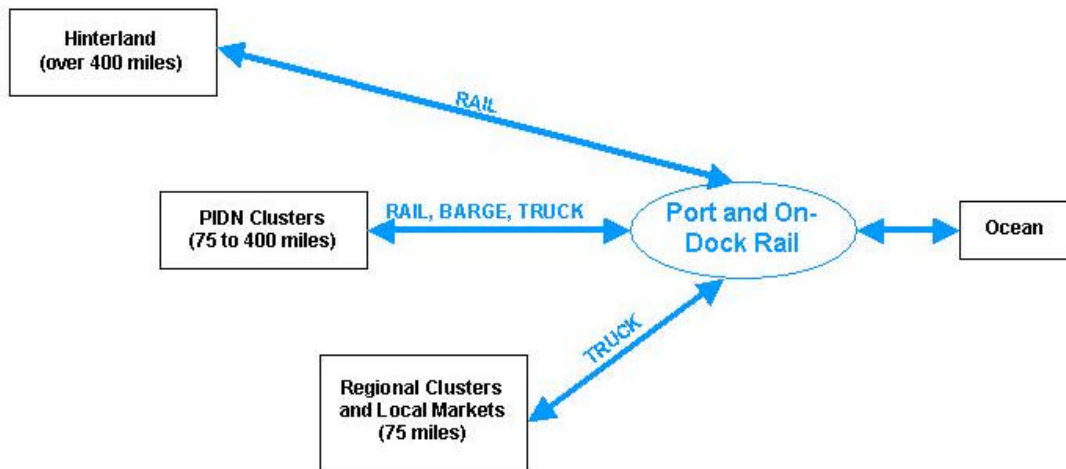 Hinterland
(over 400 miles)
RAIL
PIDN Clusters
(75 to 400 miles)
RAIL, BARGE, TRUCK
Port and On-
Dock Rail
Ocean
TRUCK
Regional Clusters
and Local Markets
(75 miles)